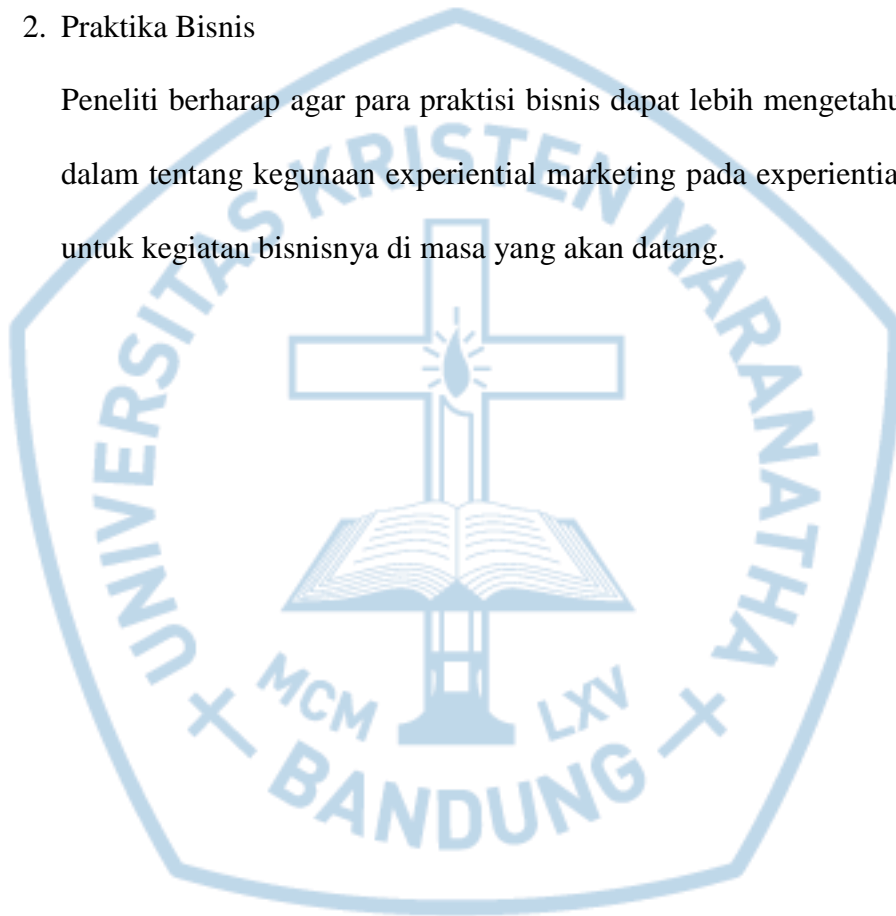 2. Praktika Bisnis
Peneliti berharap agar para praktisi bisnis dapat lebih mengetahu
dalam tentang kegunaan experiential marketing pada experientia
untuk kegiatan bisnisnya di masa yang akan datang.
UNIVERSITAS KRISTEN MARANATHA
MCM LXV
BANDUNG